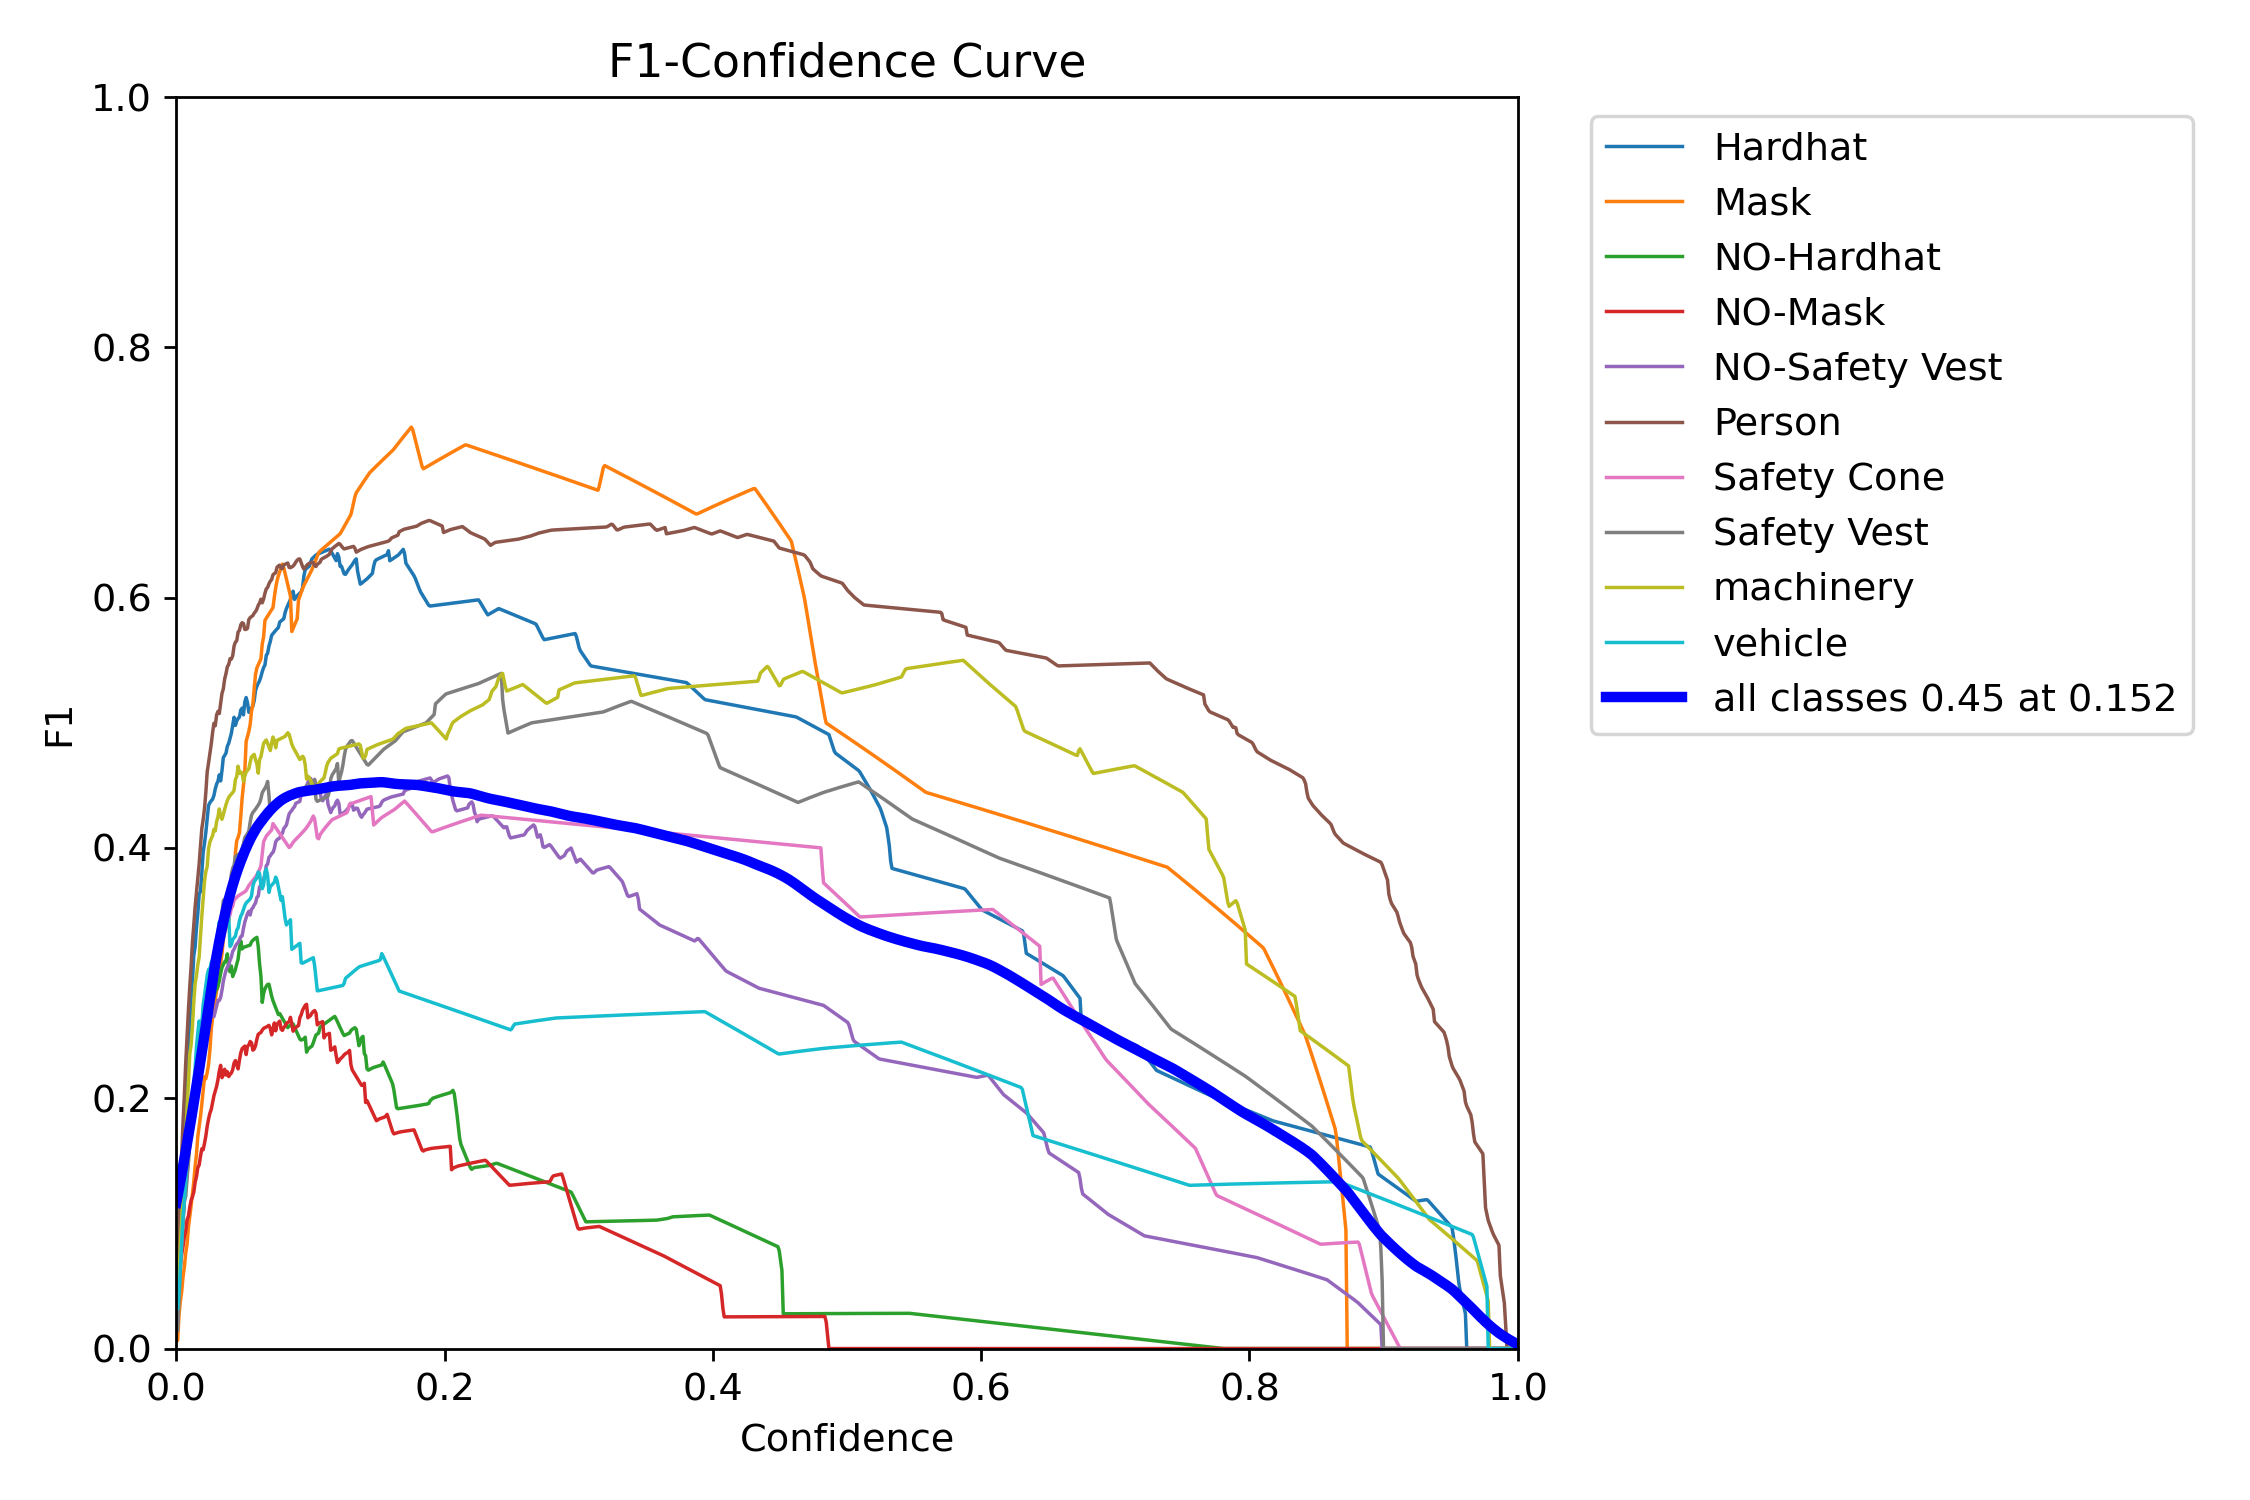 F1-Confidence Curve
1.0
0.8
0.6
0.4
0.2
0.0
F1
0.0 0.2 0.4 0.6 0.8 1.0
Confidence
Hardhat
Mask
NO-Hardhat
NO-Mask
NO-Safety Vest
Person
Safety Cone
Safety Vest
machinery
vehicle
all classes 0.45 at 0.152